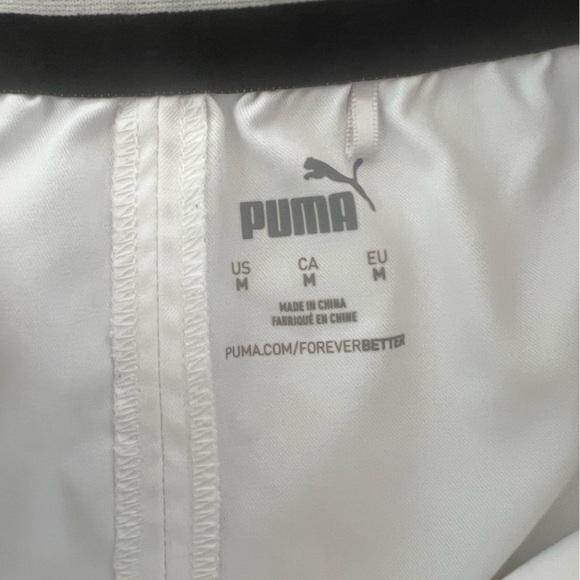 PUMA
US CA EU
M M M
MADE IN CHINA
FABRIQUÉ EN CHINE
PUMA.COM/FOREVERBETTER